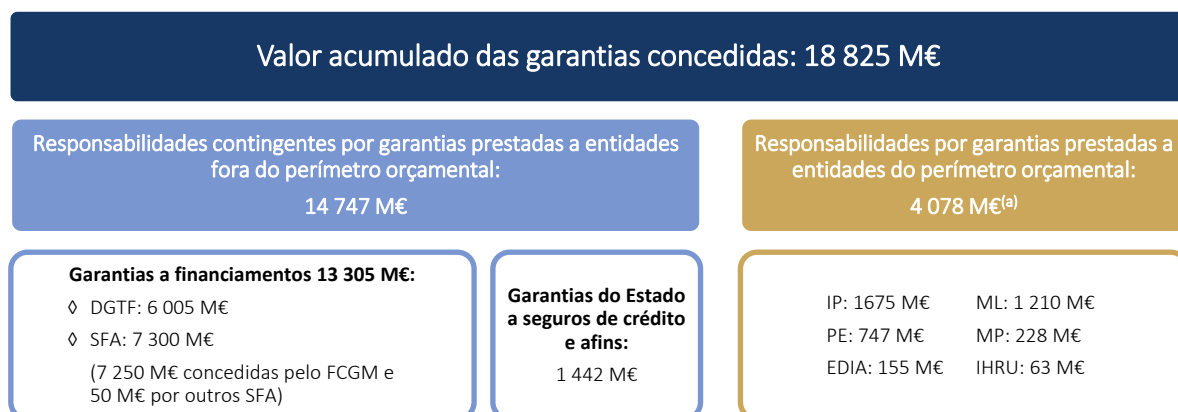 Valor acumulado das garantias concedidas: 18 825 M€
Responsabilidades contingentes por garantias prestadas a entidades
fora do perímetro orçamental:
14 747 M€
Responsabilidades por garantias prestadas a
entidades do perímetro orçamental:
4 078 M€(a)
Garantias a financiamentos 13 305 M€:
◊ DGTF: 6 005 M€
◊ SFA: 7 300 M€
(7 250 M€ concedidas pelo FCGM e
50 M€ por outros SFA)
Garantias do Estado
a seguros de crédito
e afins:
1 442 M€
IP: 1675 M€ ML: 1 210 M€
PE: 747 M€ MP: 228 M€
EDIA: 155 M€ IHRU: 63 M€